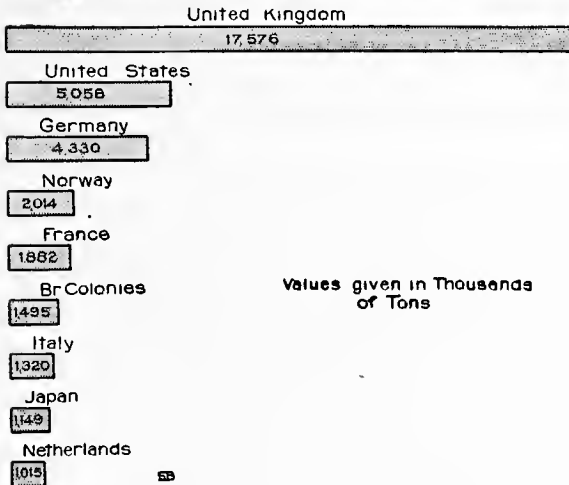 United Kingdom
17,576
United States
5,058
Germany
4,330
Norway
2,014
France
1,882
Br Colonies
Values given in Thousands
of Tons
1,495
Italy
1,320
Japan
1,149
Netherlands
1,015